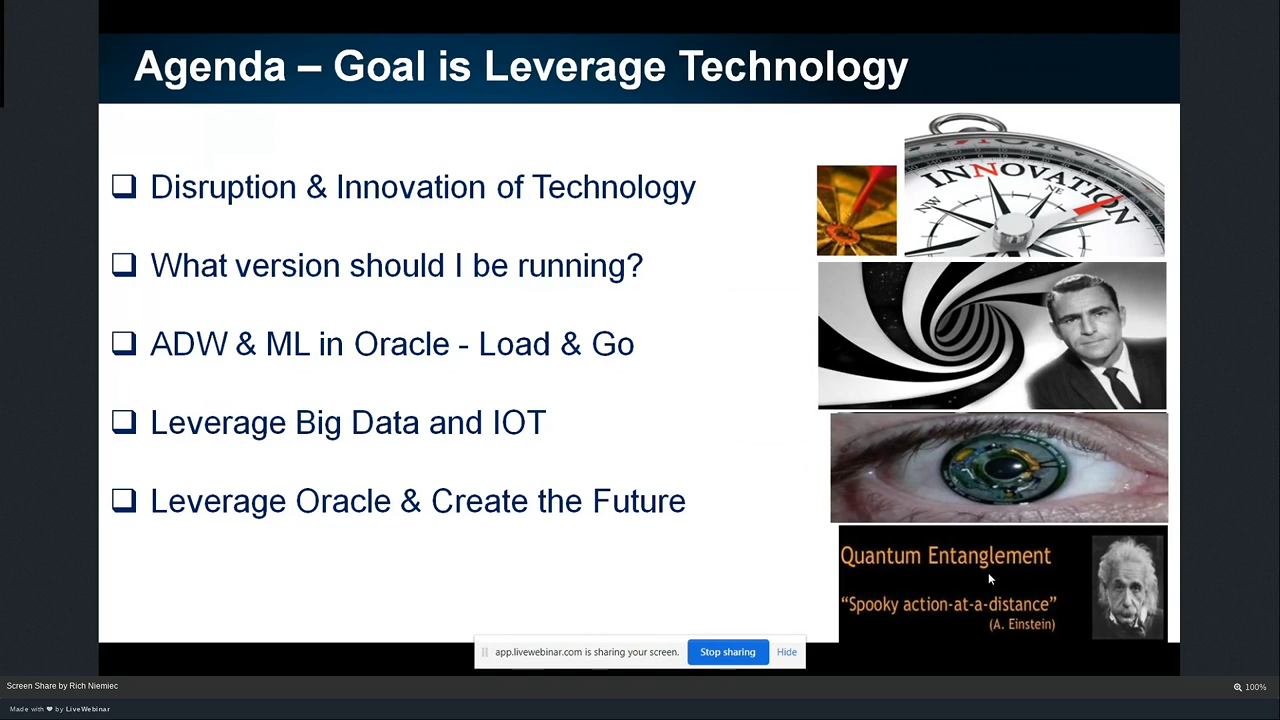 Agenda – Goal is Leverage Technology
Disruption & Innovation of Technology
What version should I be running?
ADW & ML in Oracle - Load & Go
Leverage Big Data and IOT
Leverage Oracle & Create the Future
INNOVATION
NW
NE
Quantum Entanglement
“Spooky action-at-a-distance”
(A. Einstein)
app.livewebinar.com is sharing your screen. Stop sharing Hide
Screen Share by Rich Niemiec
100%
Made with ❤ by LiveWebinar